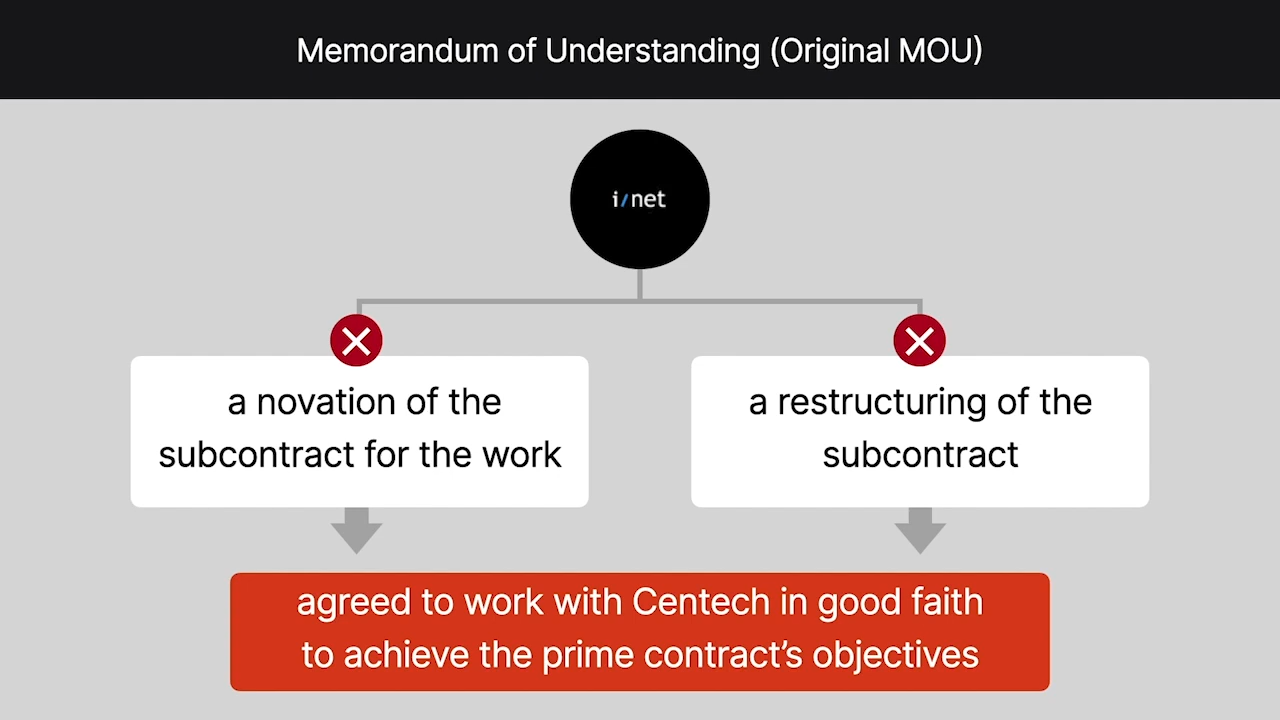 Memorandum of Understanding (Original MOU)
i/net
a novation of the
subcontract for the work
a restructuring of the
subcontract
agreed to work with Centech in good faith
to achieve the prime contract’s objectives